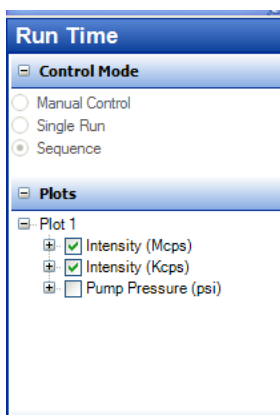 Run Time
Control Mode
Manual Control
Single Run
Sequence
Plots
Plot 1
Intensity (Mcps)
Intensity (Kcps)
Pump Pressure (psi)